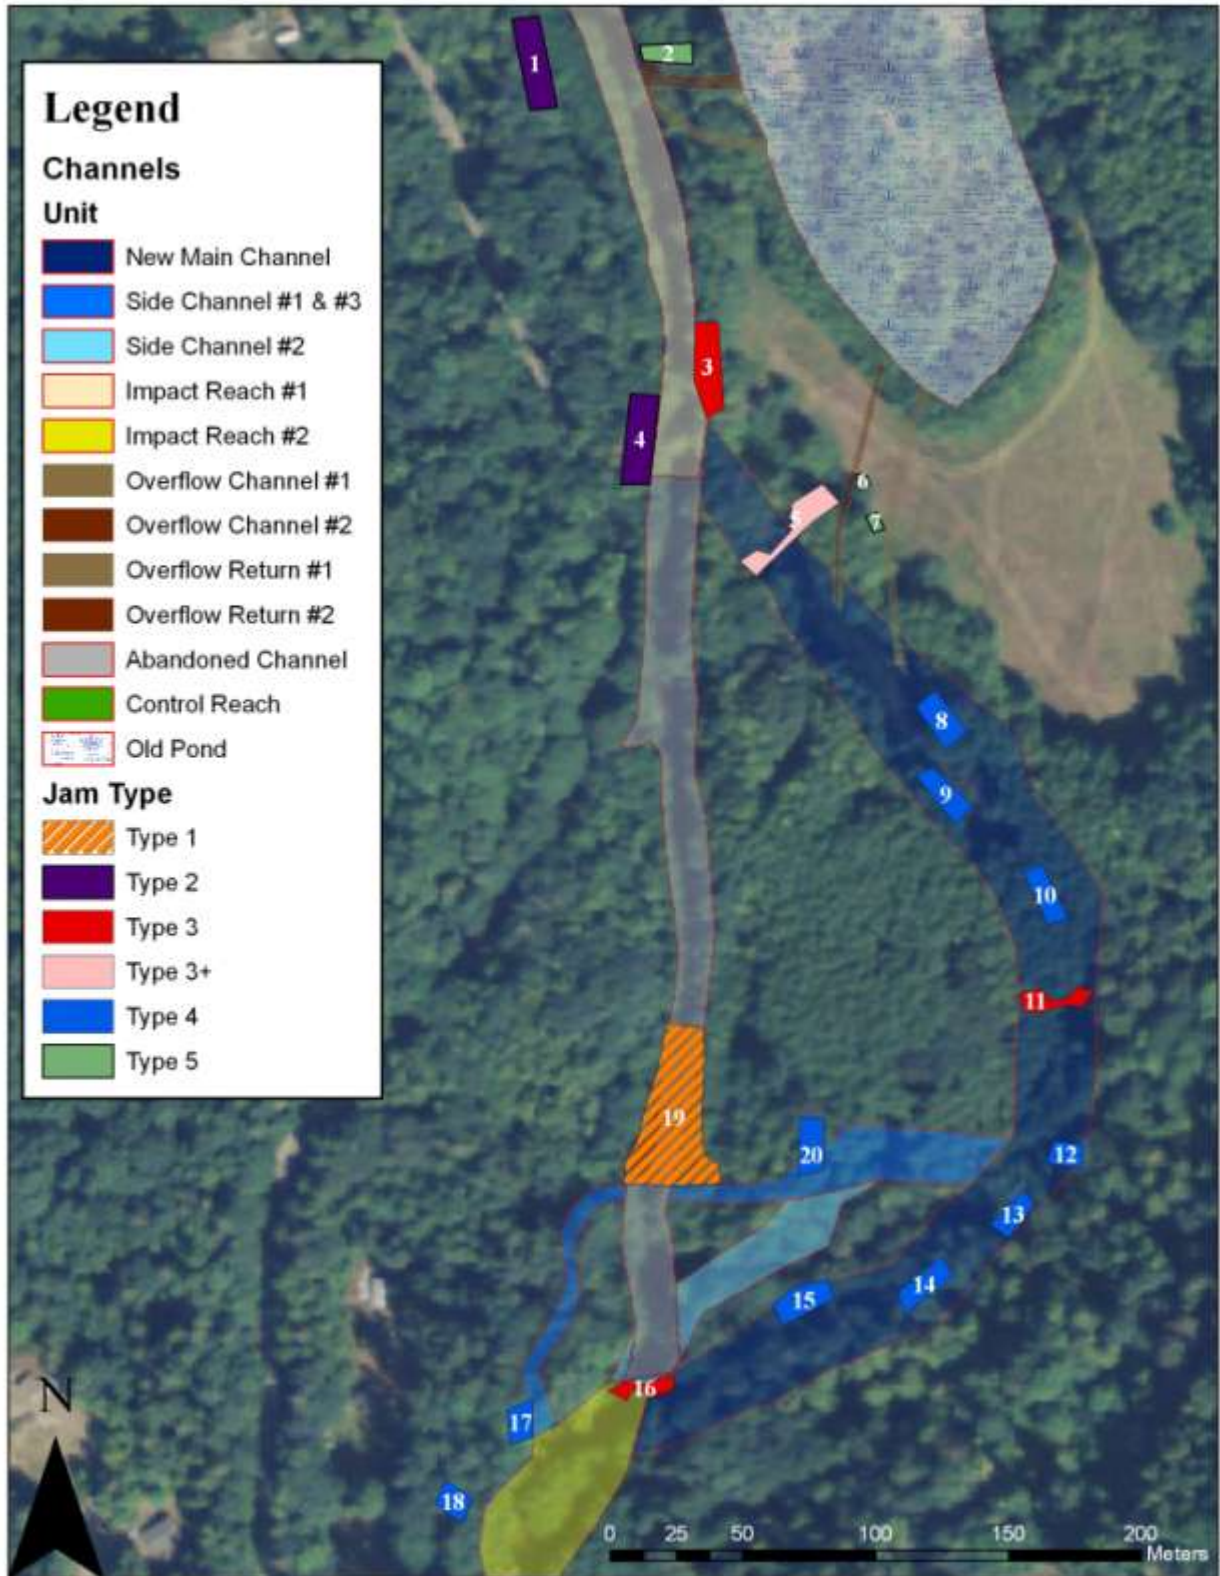 Legend
Channels
Unit
New Main Channel
Side Channel #1 & #3
Side Channel #2
Impact Reach #1
Impact Reach #2
Overflow Channel #1
Overflow Channel #2
Overflow Return #1
Overflow Return #2
Abandoned Channel
Control Reach
Old Pond
Jam Type
Type 1
Type 2
Type 3
Type 3+
Type 4
Type 5
1
2
3
4
5
6
7
8
9
10
11
12
13
14
15
16
17
18
19
20
N
0 25 50 100 150 200
Meters